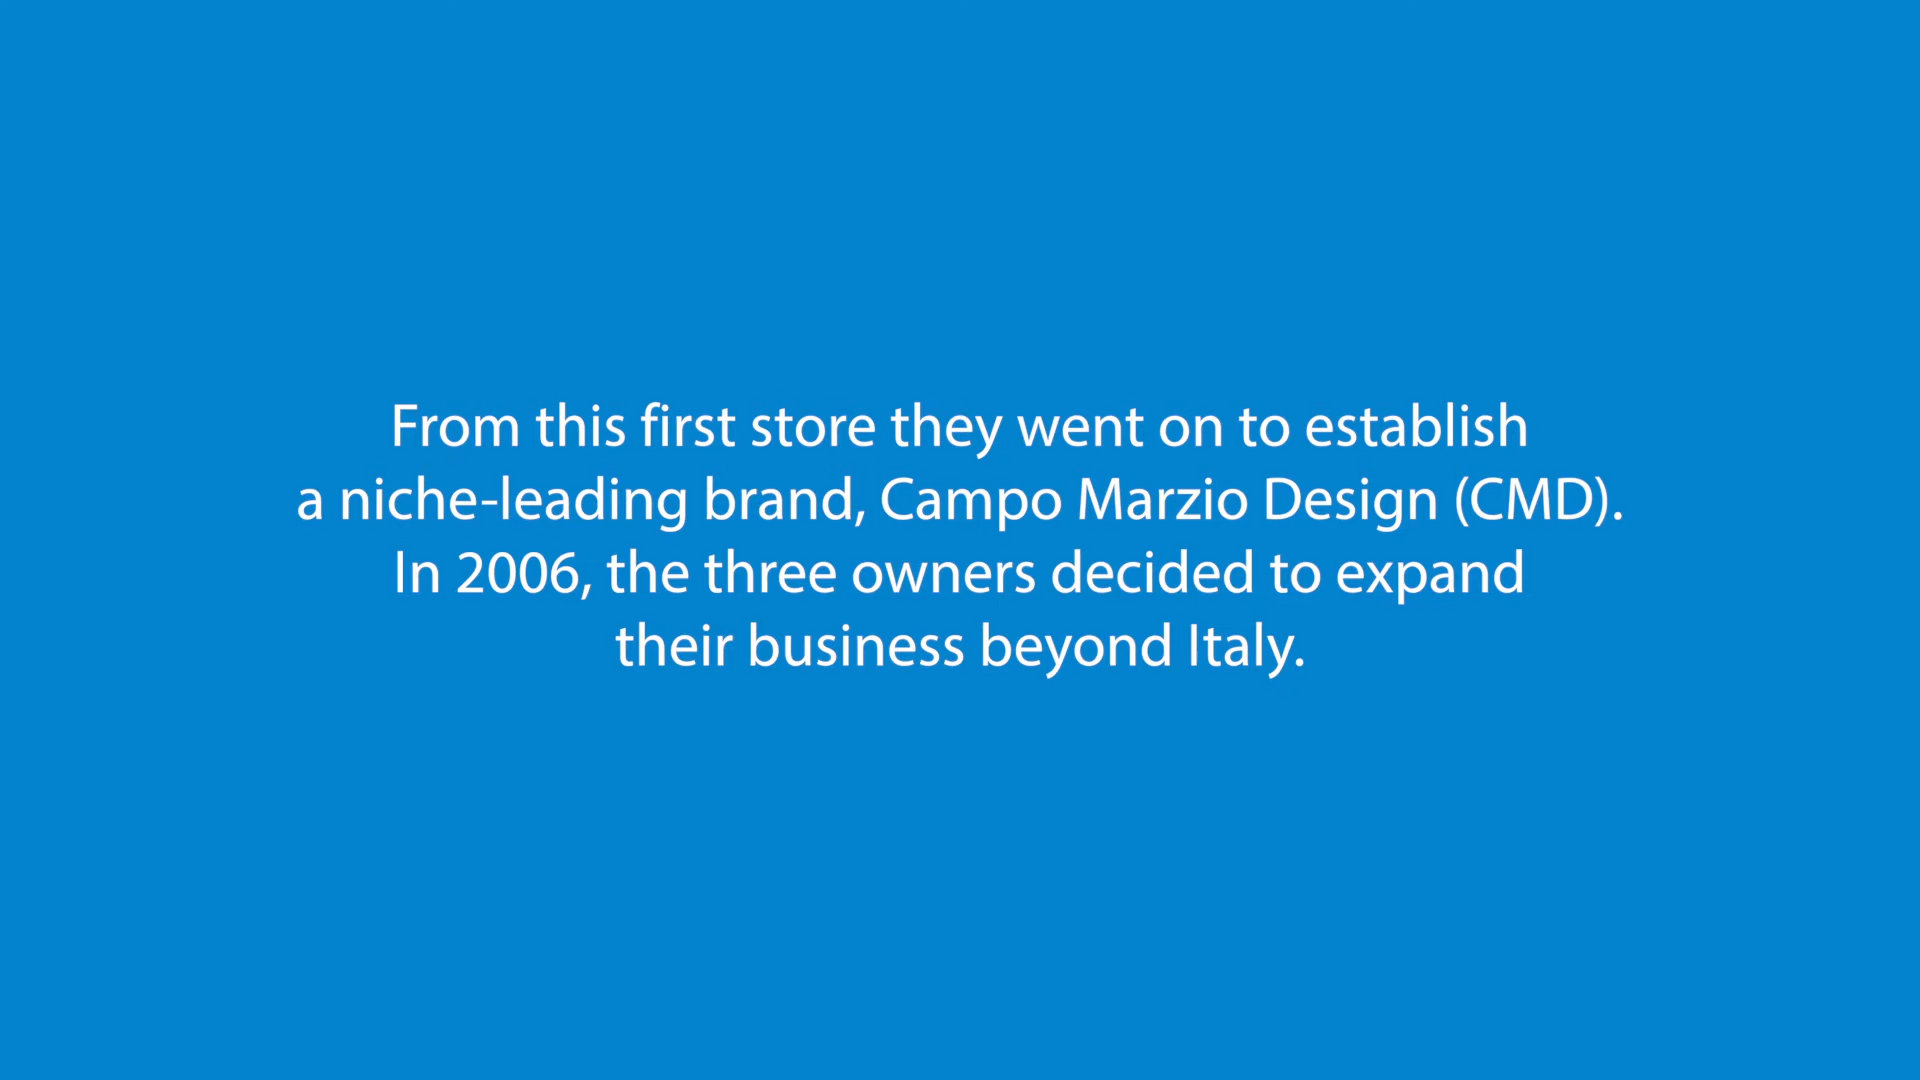 From this first store they went on to establish
a niche-leading brand, Campo Marzio Design (CMD).
In 2006, the three owners decided to expand
their business beyond Italy.